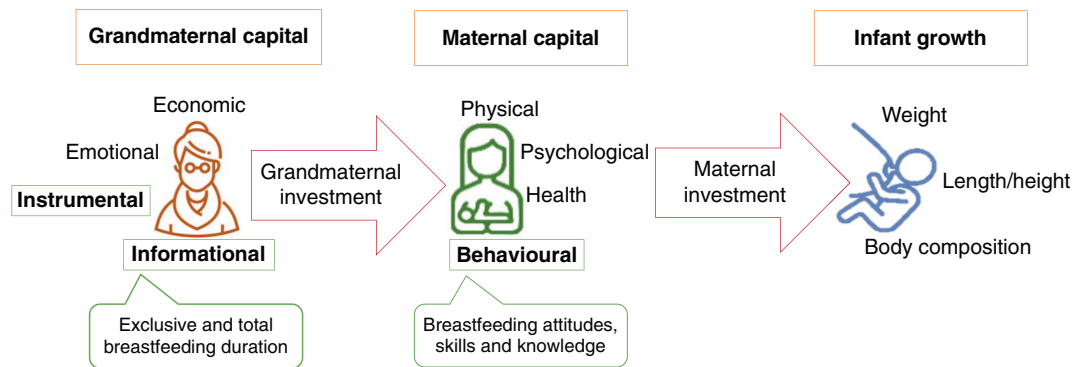 Grandmaternal capital
Maternal capital
Infant growth
Economic
Emotional
Instrumental
Informational
Grandmaternal
investment
Physical
Psychological
Health
Behavioural
Maternal
investment
Weight
Length/height
Body composition
Exclusive and total
breastfeeding duration
Breastfeeding attitudes,
skills and knowledge